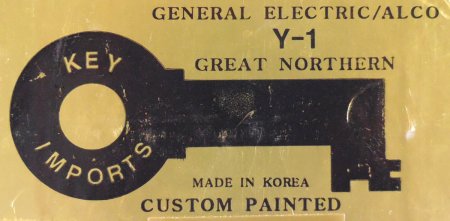 GENERAL ELECTRIC/ALCO
Y-1
GREAT NORTHERN
KEY
IMPORTS
MADE IN KOREA
CUSTOM PAINTED